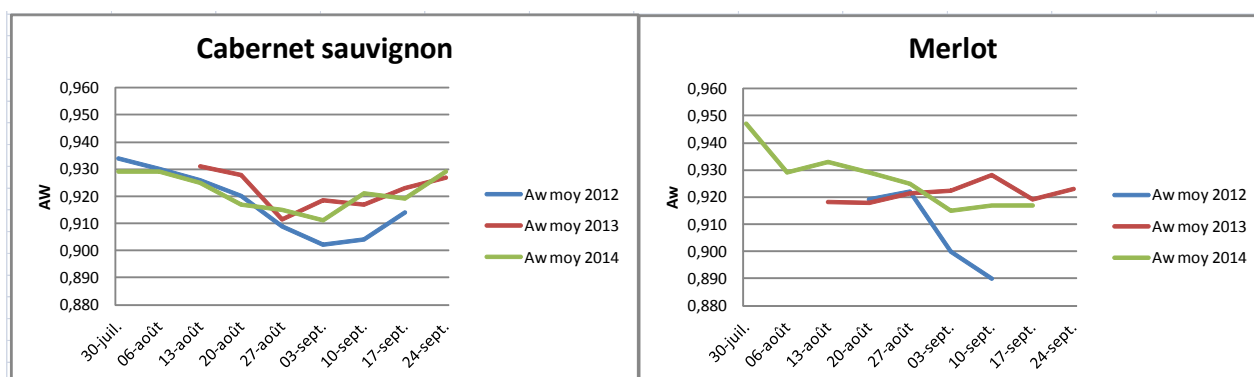 Cabernet sauvignon
0,960
0,950
0,940
0,930
0,920
0,910
0,900
0,890
0,880
Aw
30-juil.
06-août
13-août
20-août
27-août
03-sept.
10-sept.
17-sept.
24-sept.
Aw moy 2012
Aw moy 2013
Aw moy 2014
Merlot
0,960
0,950
0,940
0,930
0,920
0,910
0,900
0,890
0,880
Aw
30-juil.
06-août
13-août
20-août
27-août
03-sept.
10-sept.
17-sept.
24-sept.
Aw moy 2012
Aw moy 2013
Aw moy 2014